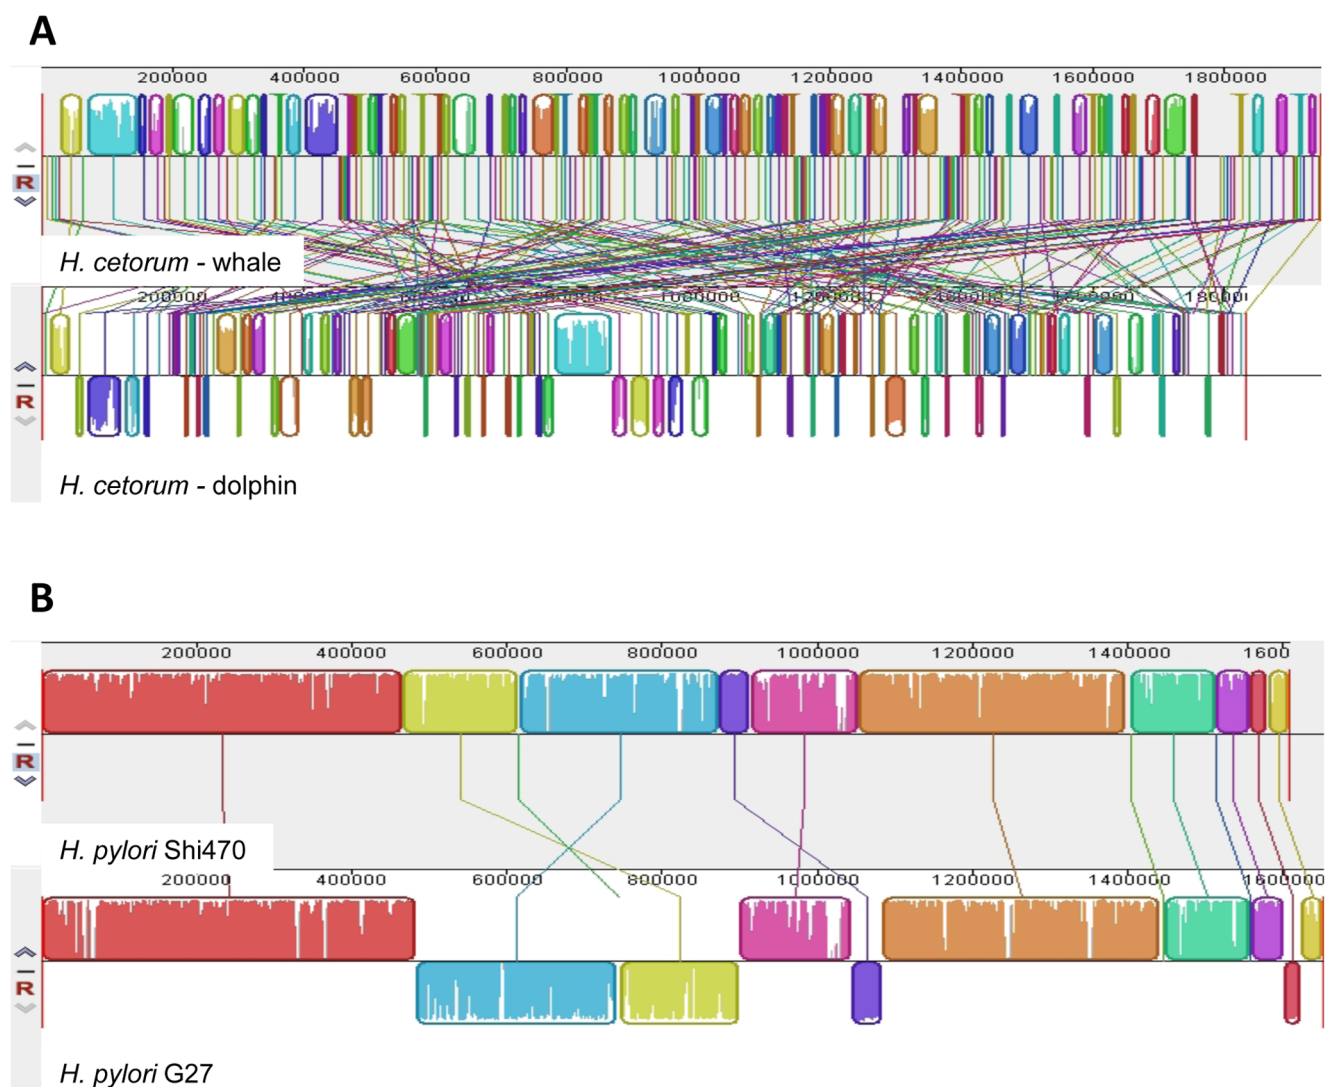 A
200000 400000 600000 800000 1000000 1200000 1400000 1600000 1800000
R
H. cetorum - whale
200000
R
H. cetorum - dolphin
B
200000 400000 600000 800000 1000000 1200000 1400000 1600
R
H. pylori Shi470
200000 400000 600000 800000 1000000 1200000 1400000 1600000
R
H. pylori G27